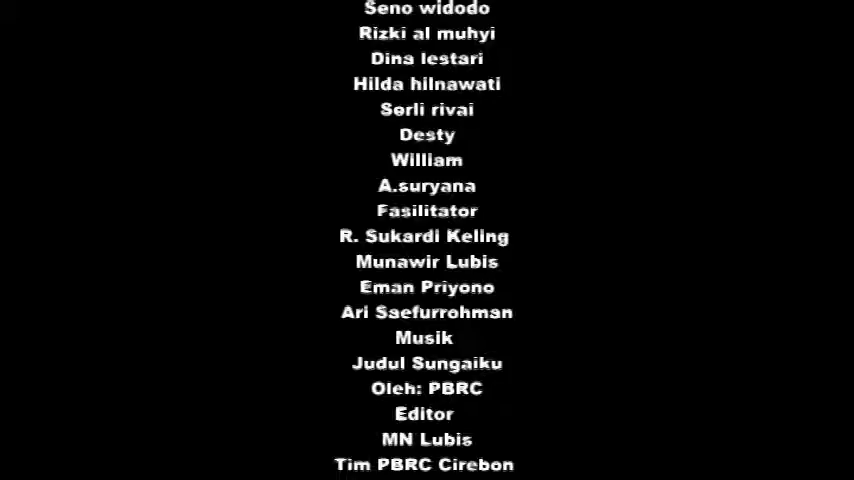 Seno widodo
Rizki al muhyi
Dina lestari
Hilda hilnawati
Serli rivai
Desty
William
A.suryana
Fasilitator
R. Sukardi Keling
Munawir Lubis
Eman Priyono
Ari Saefurrohman
Musik
Judul Sungaiku
Oleh: PBRC
Editor
MN Lubis
Tim PBRC Cirebon